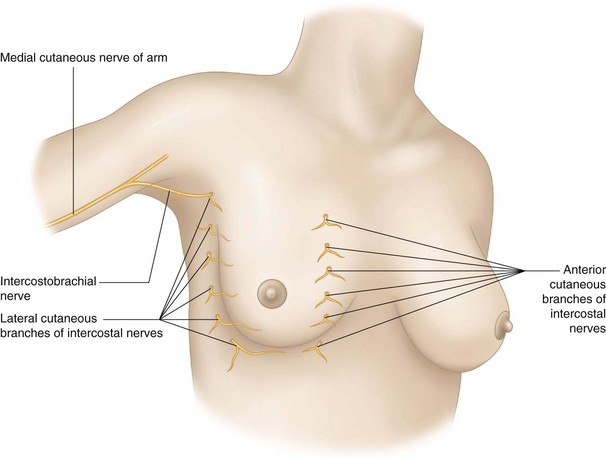 Medial cutaneous nerve of arm
Intercostobrachial
nerve
Lateral cutaneous
branches of intercostal nerves
Anterior
cutaneous
branches of
intercostal
nerves